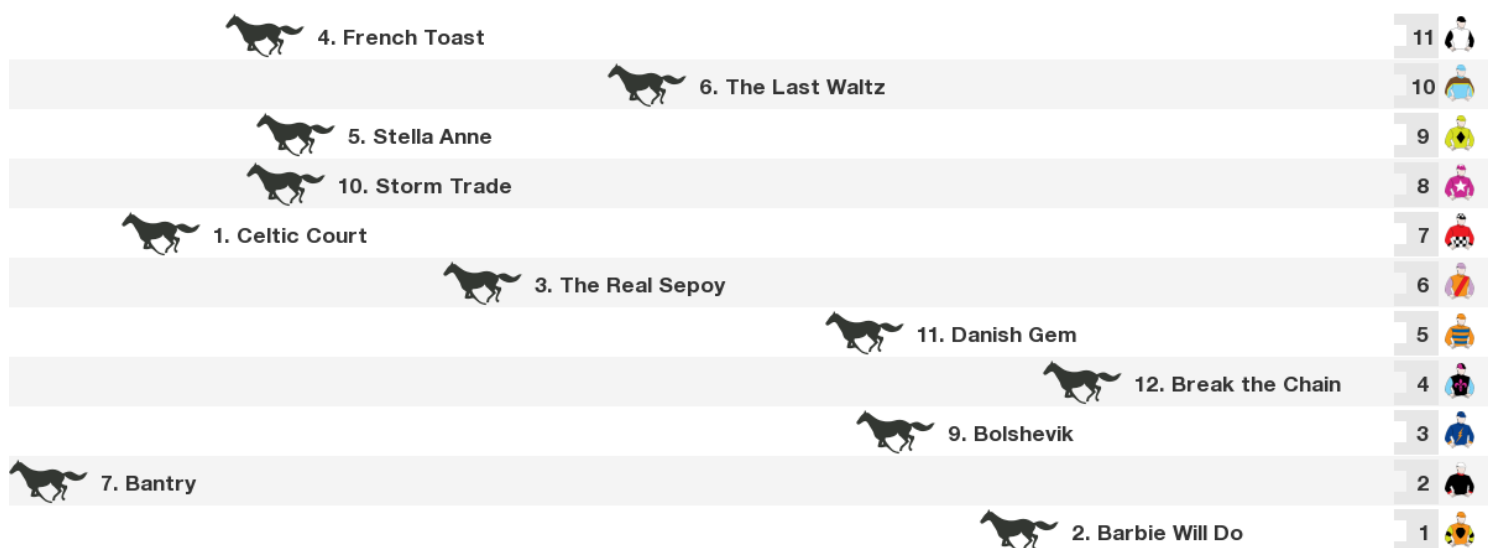 4. French Toast 11
6. The Last Waltz 10
5. Stella Anne 9
10. Storm Trade 8
1. Celtic Court 7
3. The Real Sepoy 6
11. Danish Gem 5
12. Break the Chain 4
9. Bolshevik 3
7. Bantry 2
2. Barbie Will Do 1